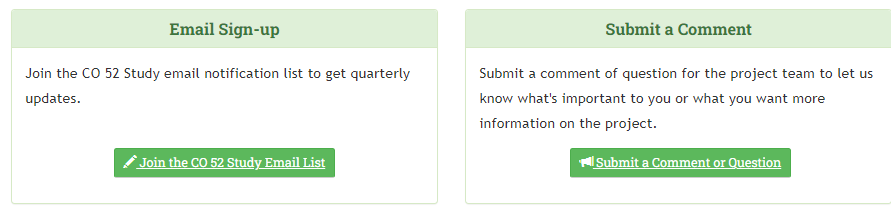 Email Sign-up
Join the CO 52 Study email notification list to get quarterly
updates.
Join the CO 52 Study Email List
Submit a Comment
Submit a comment of question for the project team to let us
know what's important to you or what you want more
information on the project.
Submit a Comment or Question